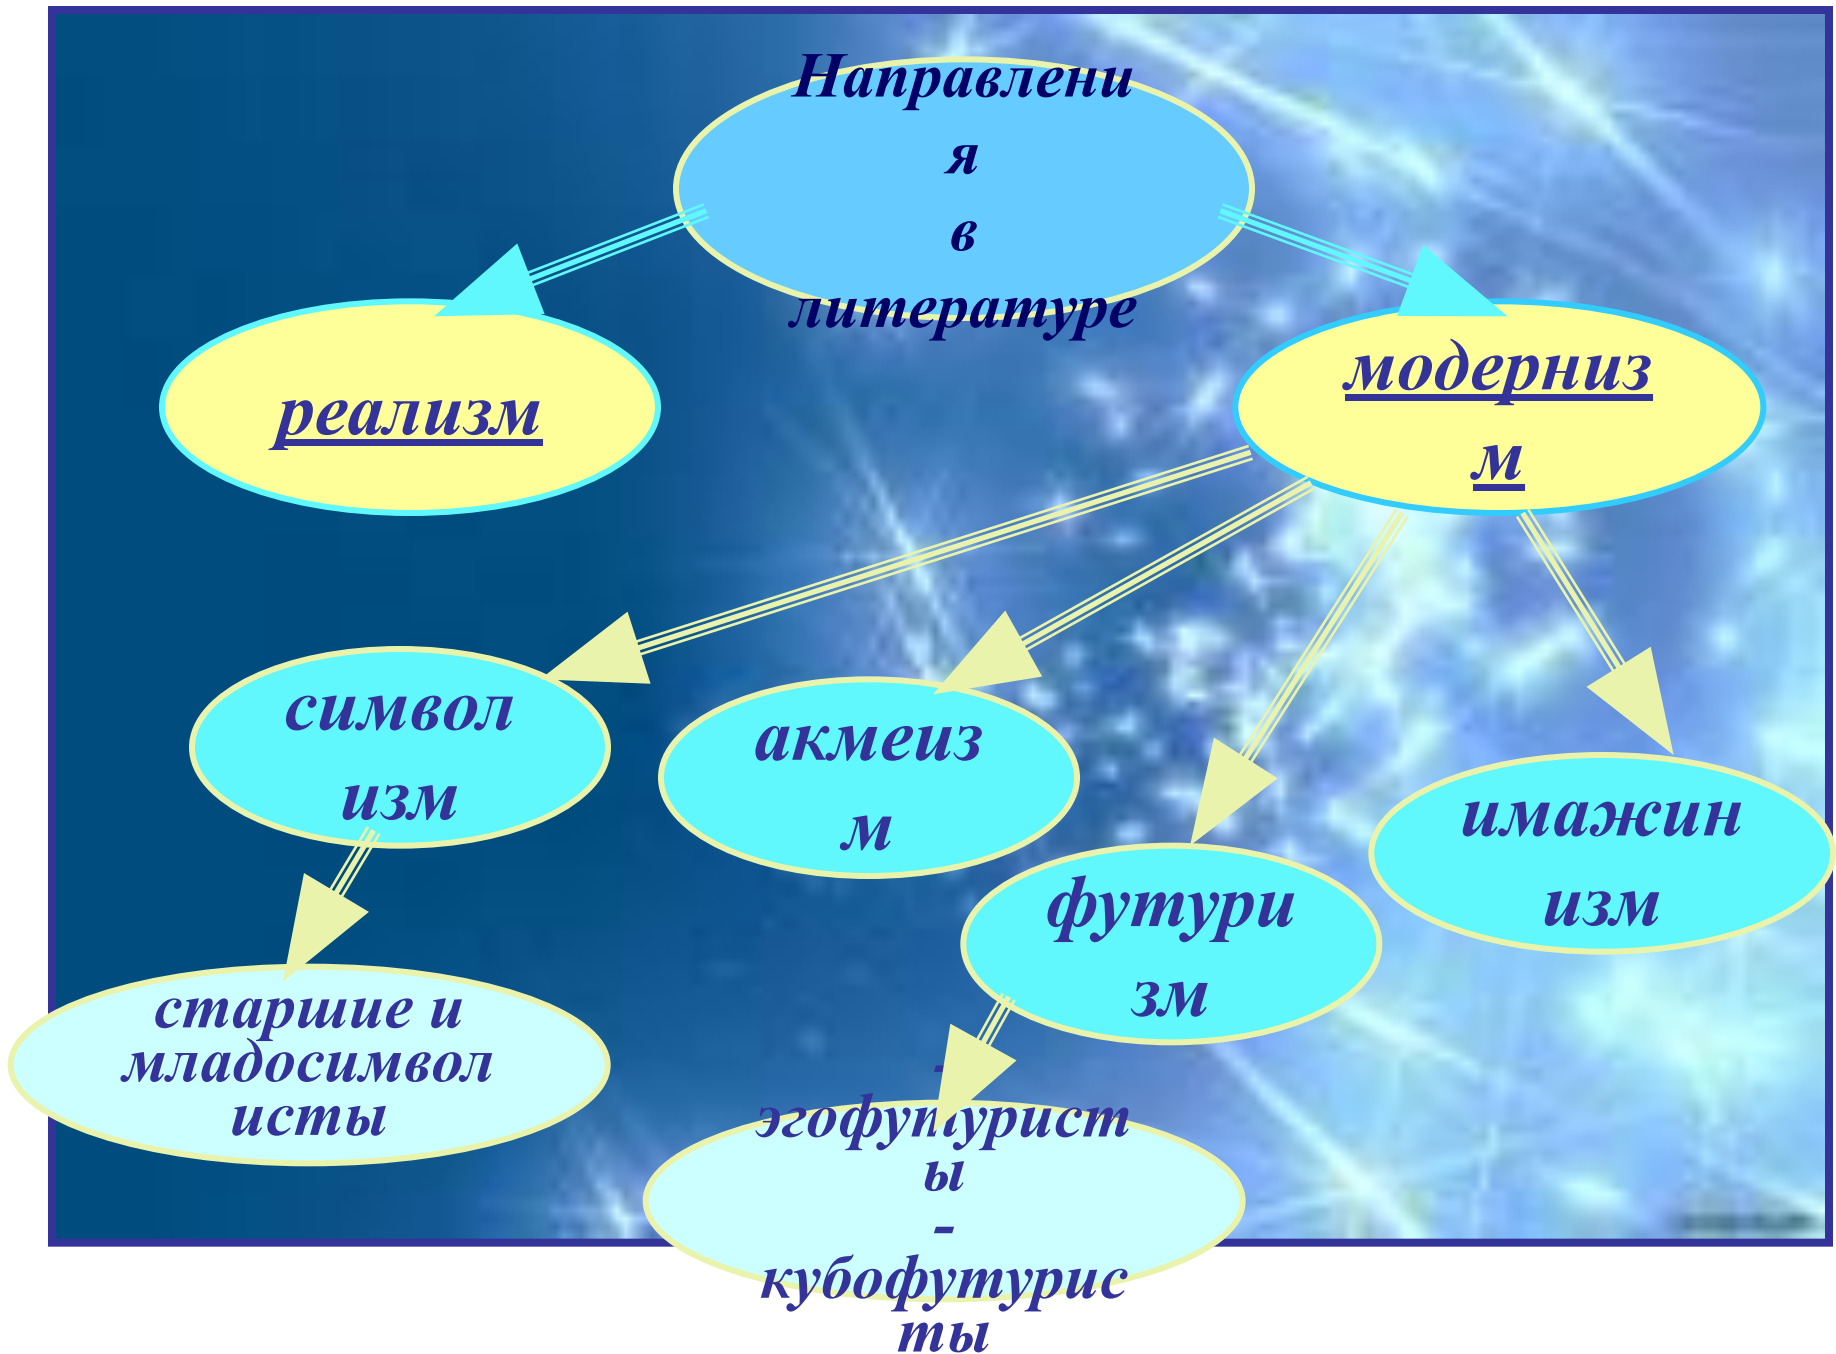 Направлени
я
в
литературе
реализм
модерниз
м
символ
изм
акмеиз
м
футури
зм
имажин
изм
старшие и
младосимвол
исты
-
эгофутурист
ы
-
кубофутурис
ты